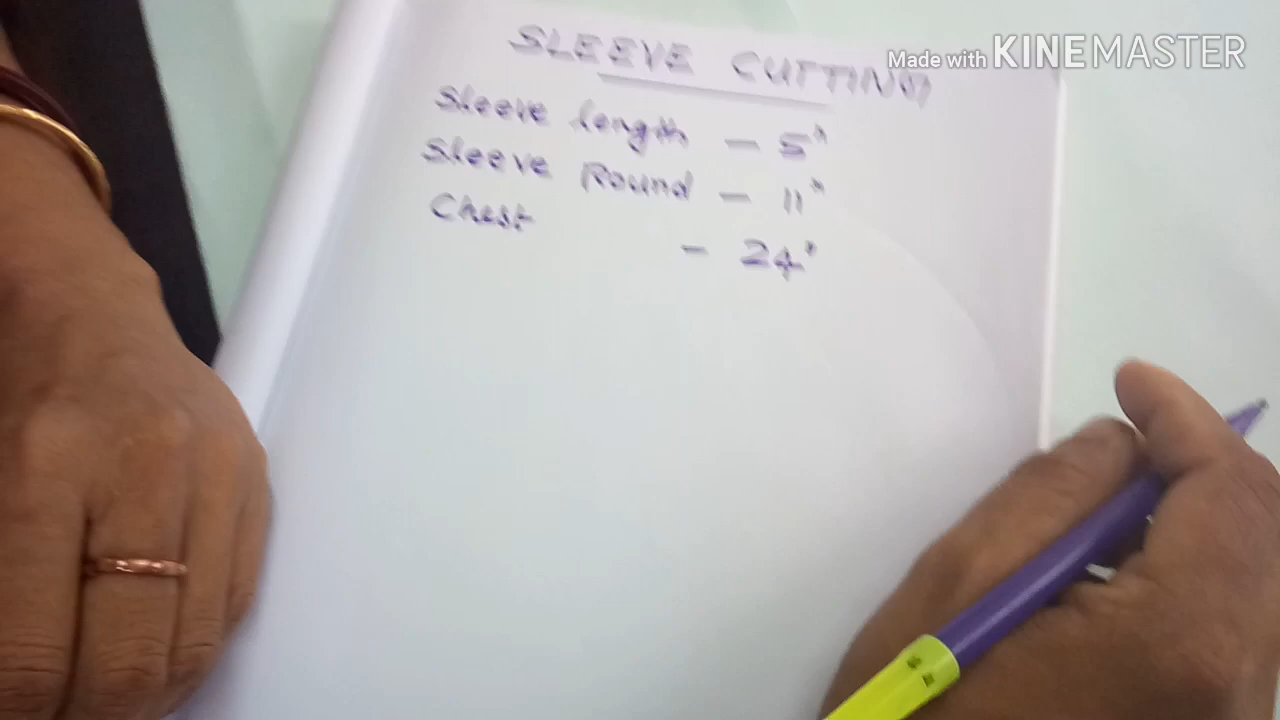 SLEEVE CUTTING
Made with KINEMASTER
Sleeve length - 5"
Sleeve Round - 11"
Chest - 24"